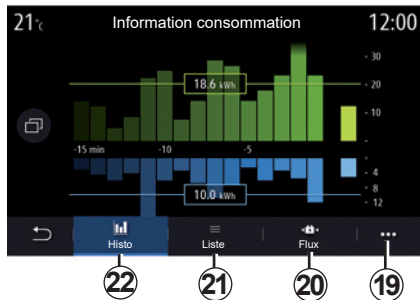 21°c Information consommation 12:00
30
18.6 kWh
20
10
-15 min -10 -5
4
10.0 kWh
8
12
Histo Liste Flux
22 21 20 19